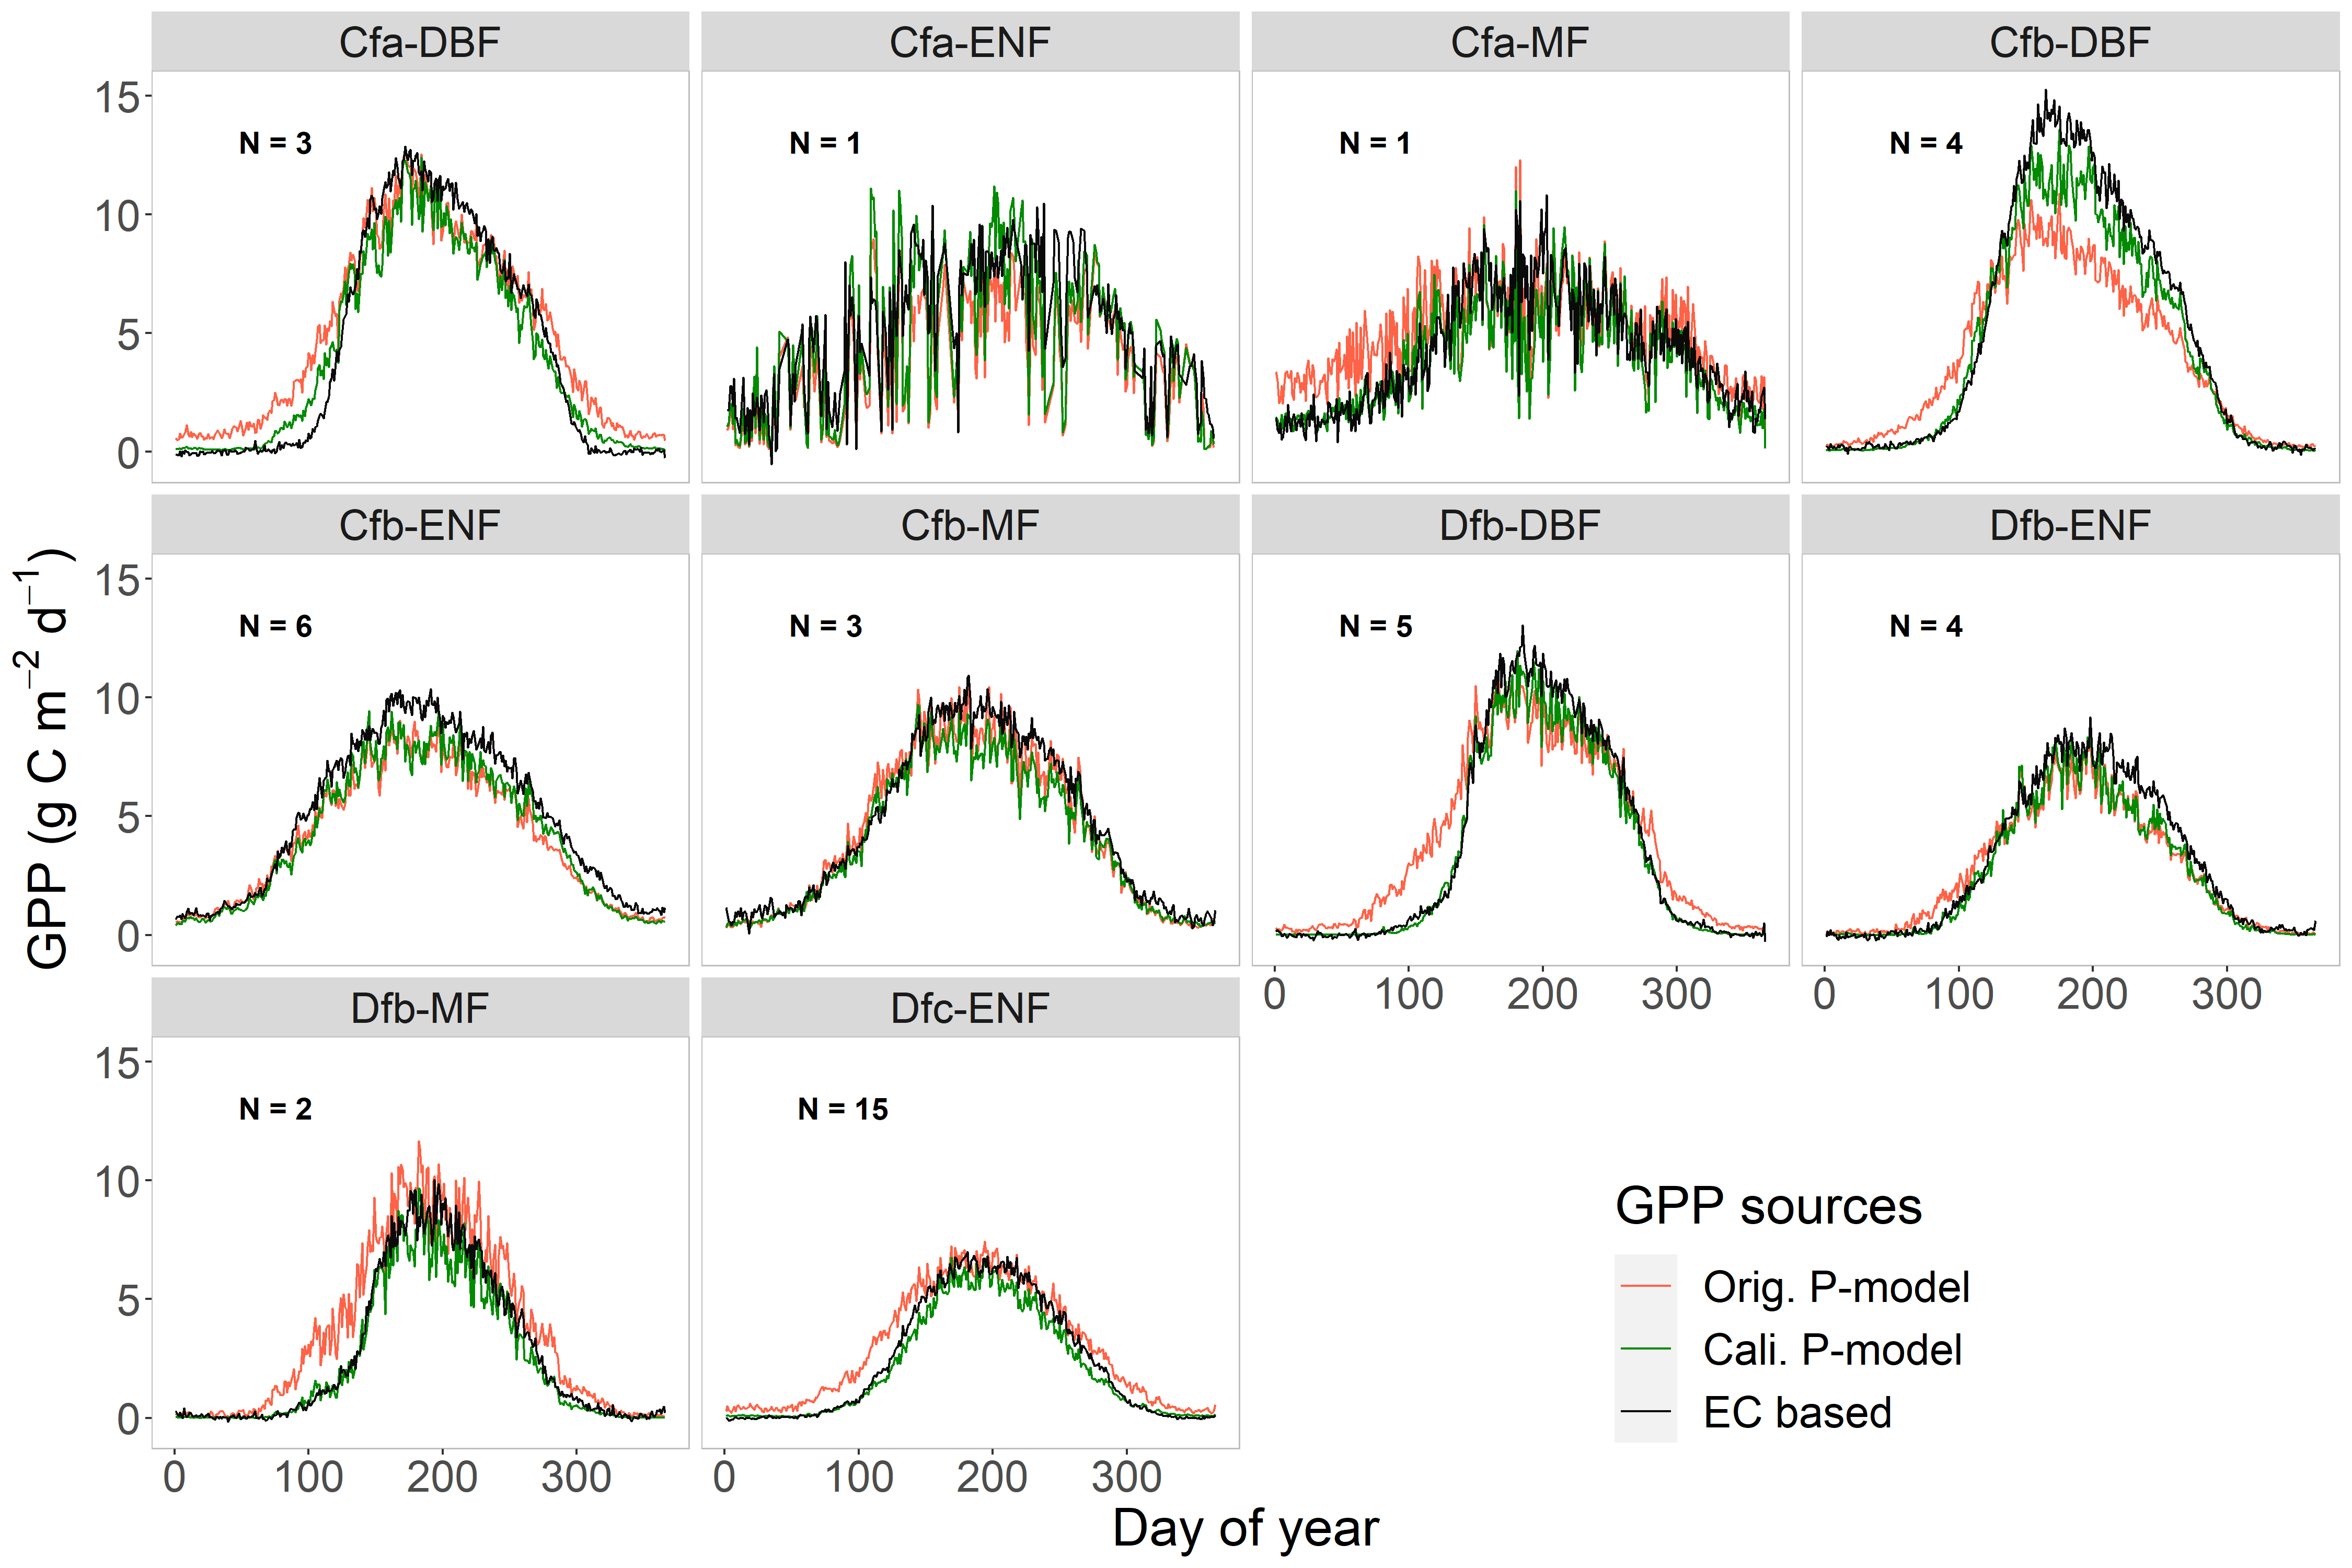 Cfa-DBF Cfa-ENF Cfa-MF Cfb-DBF
15
10
5
0
N = 3 N = 1 N = 1 N = 4
Cfb-ENF Cfb-MF Dfb-DBF Dfb-ENF
15
10
5
0
N = 6 N = 3 N = 5 N = 4
0 100 200 300 0 100 200 300
Dfb-MF Dfc-ENF
15
10
5
0
N = 2 N = 15
0 100 200 300 0 100 200 300
GPP (g C m⁻² d⁻¹)
Day of year
GPP sources
Orig. P-model
Cali. P-model
EC based